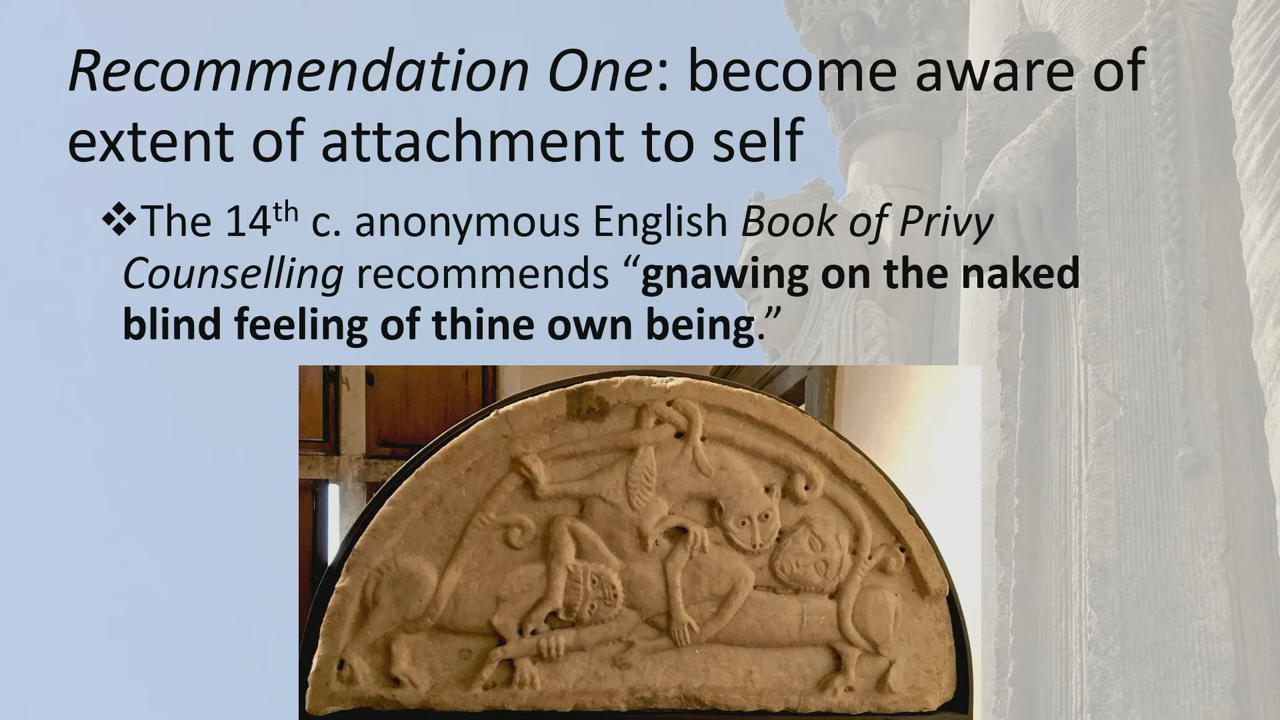 Recommendation One: become aware of
extent of attachment to self
❖The 14th c. anonymous English Book of Privy
Counselling recommends “gnawing on the naked
blind feeling of thine own being.”